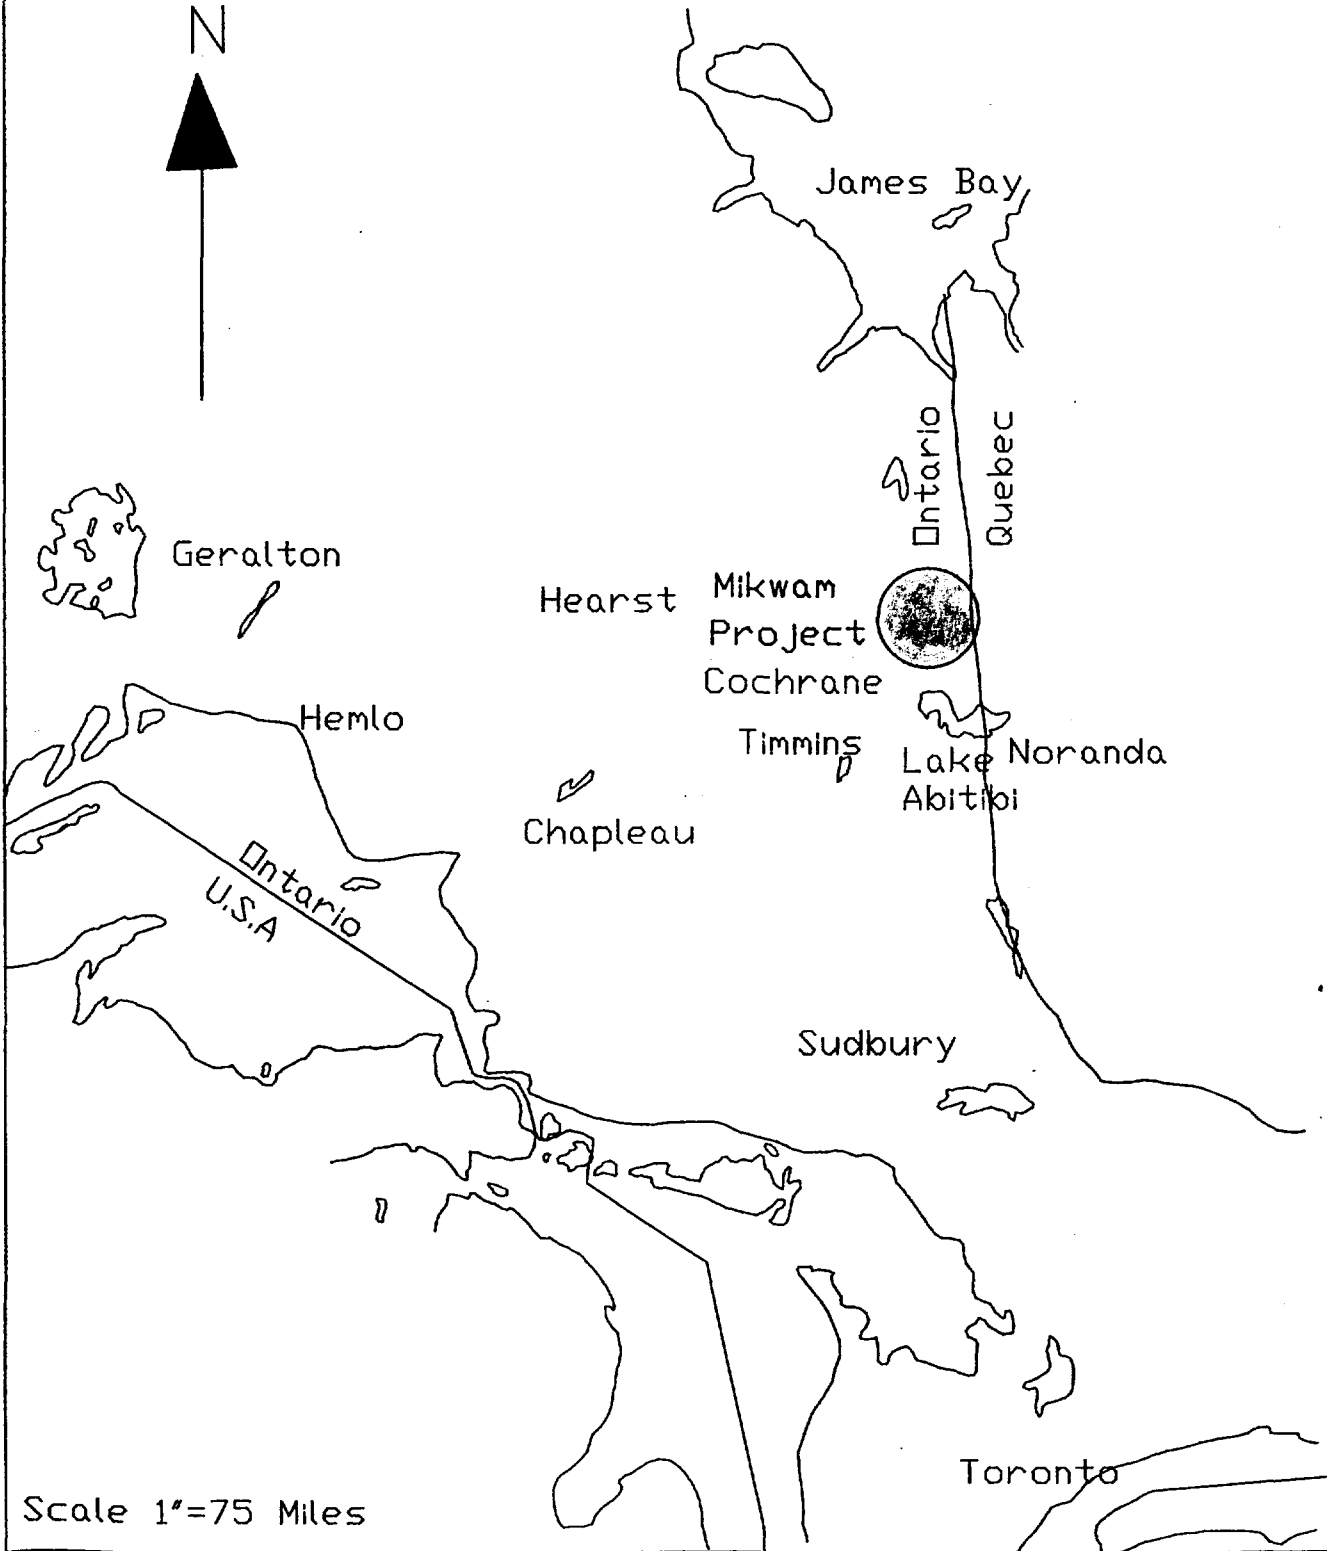 N
James Bay
Ontario
Quebec
Geralton
Hearst
Mikwam
Project
Cochrane
Hemlo
Timmins
Lake
Abitibi
Noranda
Chapleau
Ontario
U.S.A
Sudbury
Toronto
Scale 1"=75 Miles